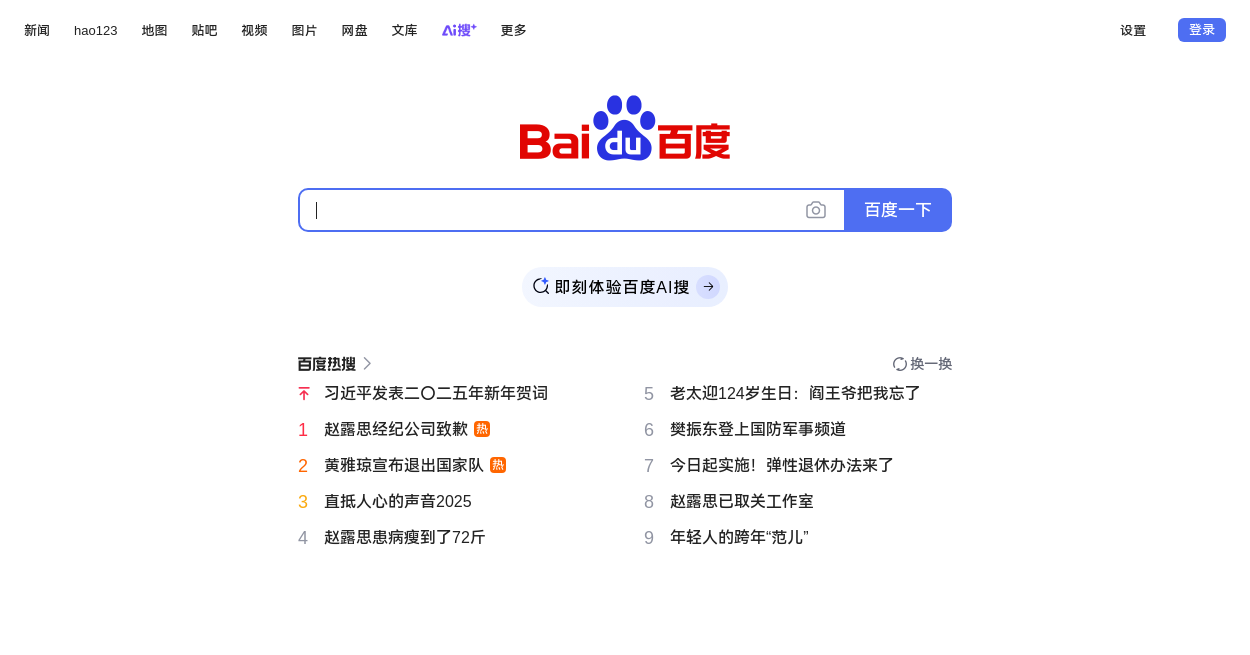 新闻 hao123 地图 贴吧 视频 图片 网盘 文库 Ai搜+ 更多 设置 登录
Bai du 百度
百度一下
即刻体验百度AI搜
百度热搜 换一换
习近平发表二〇二五年新年贺词
1 赵露思经纪公司致歉 热
2 黄雅琼宣布退出国家队 热
3 直抵人心的声音2025
4 赵露思患病瘦到了72斤
5 老太迎124岁生日：阎王爷把我忘了
6 樊振东登上国防军事频道
7 今日起实施！弹性退休办法来了
8 赵露思已取关工作室
9 年轻人的跨年“范儿”